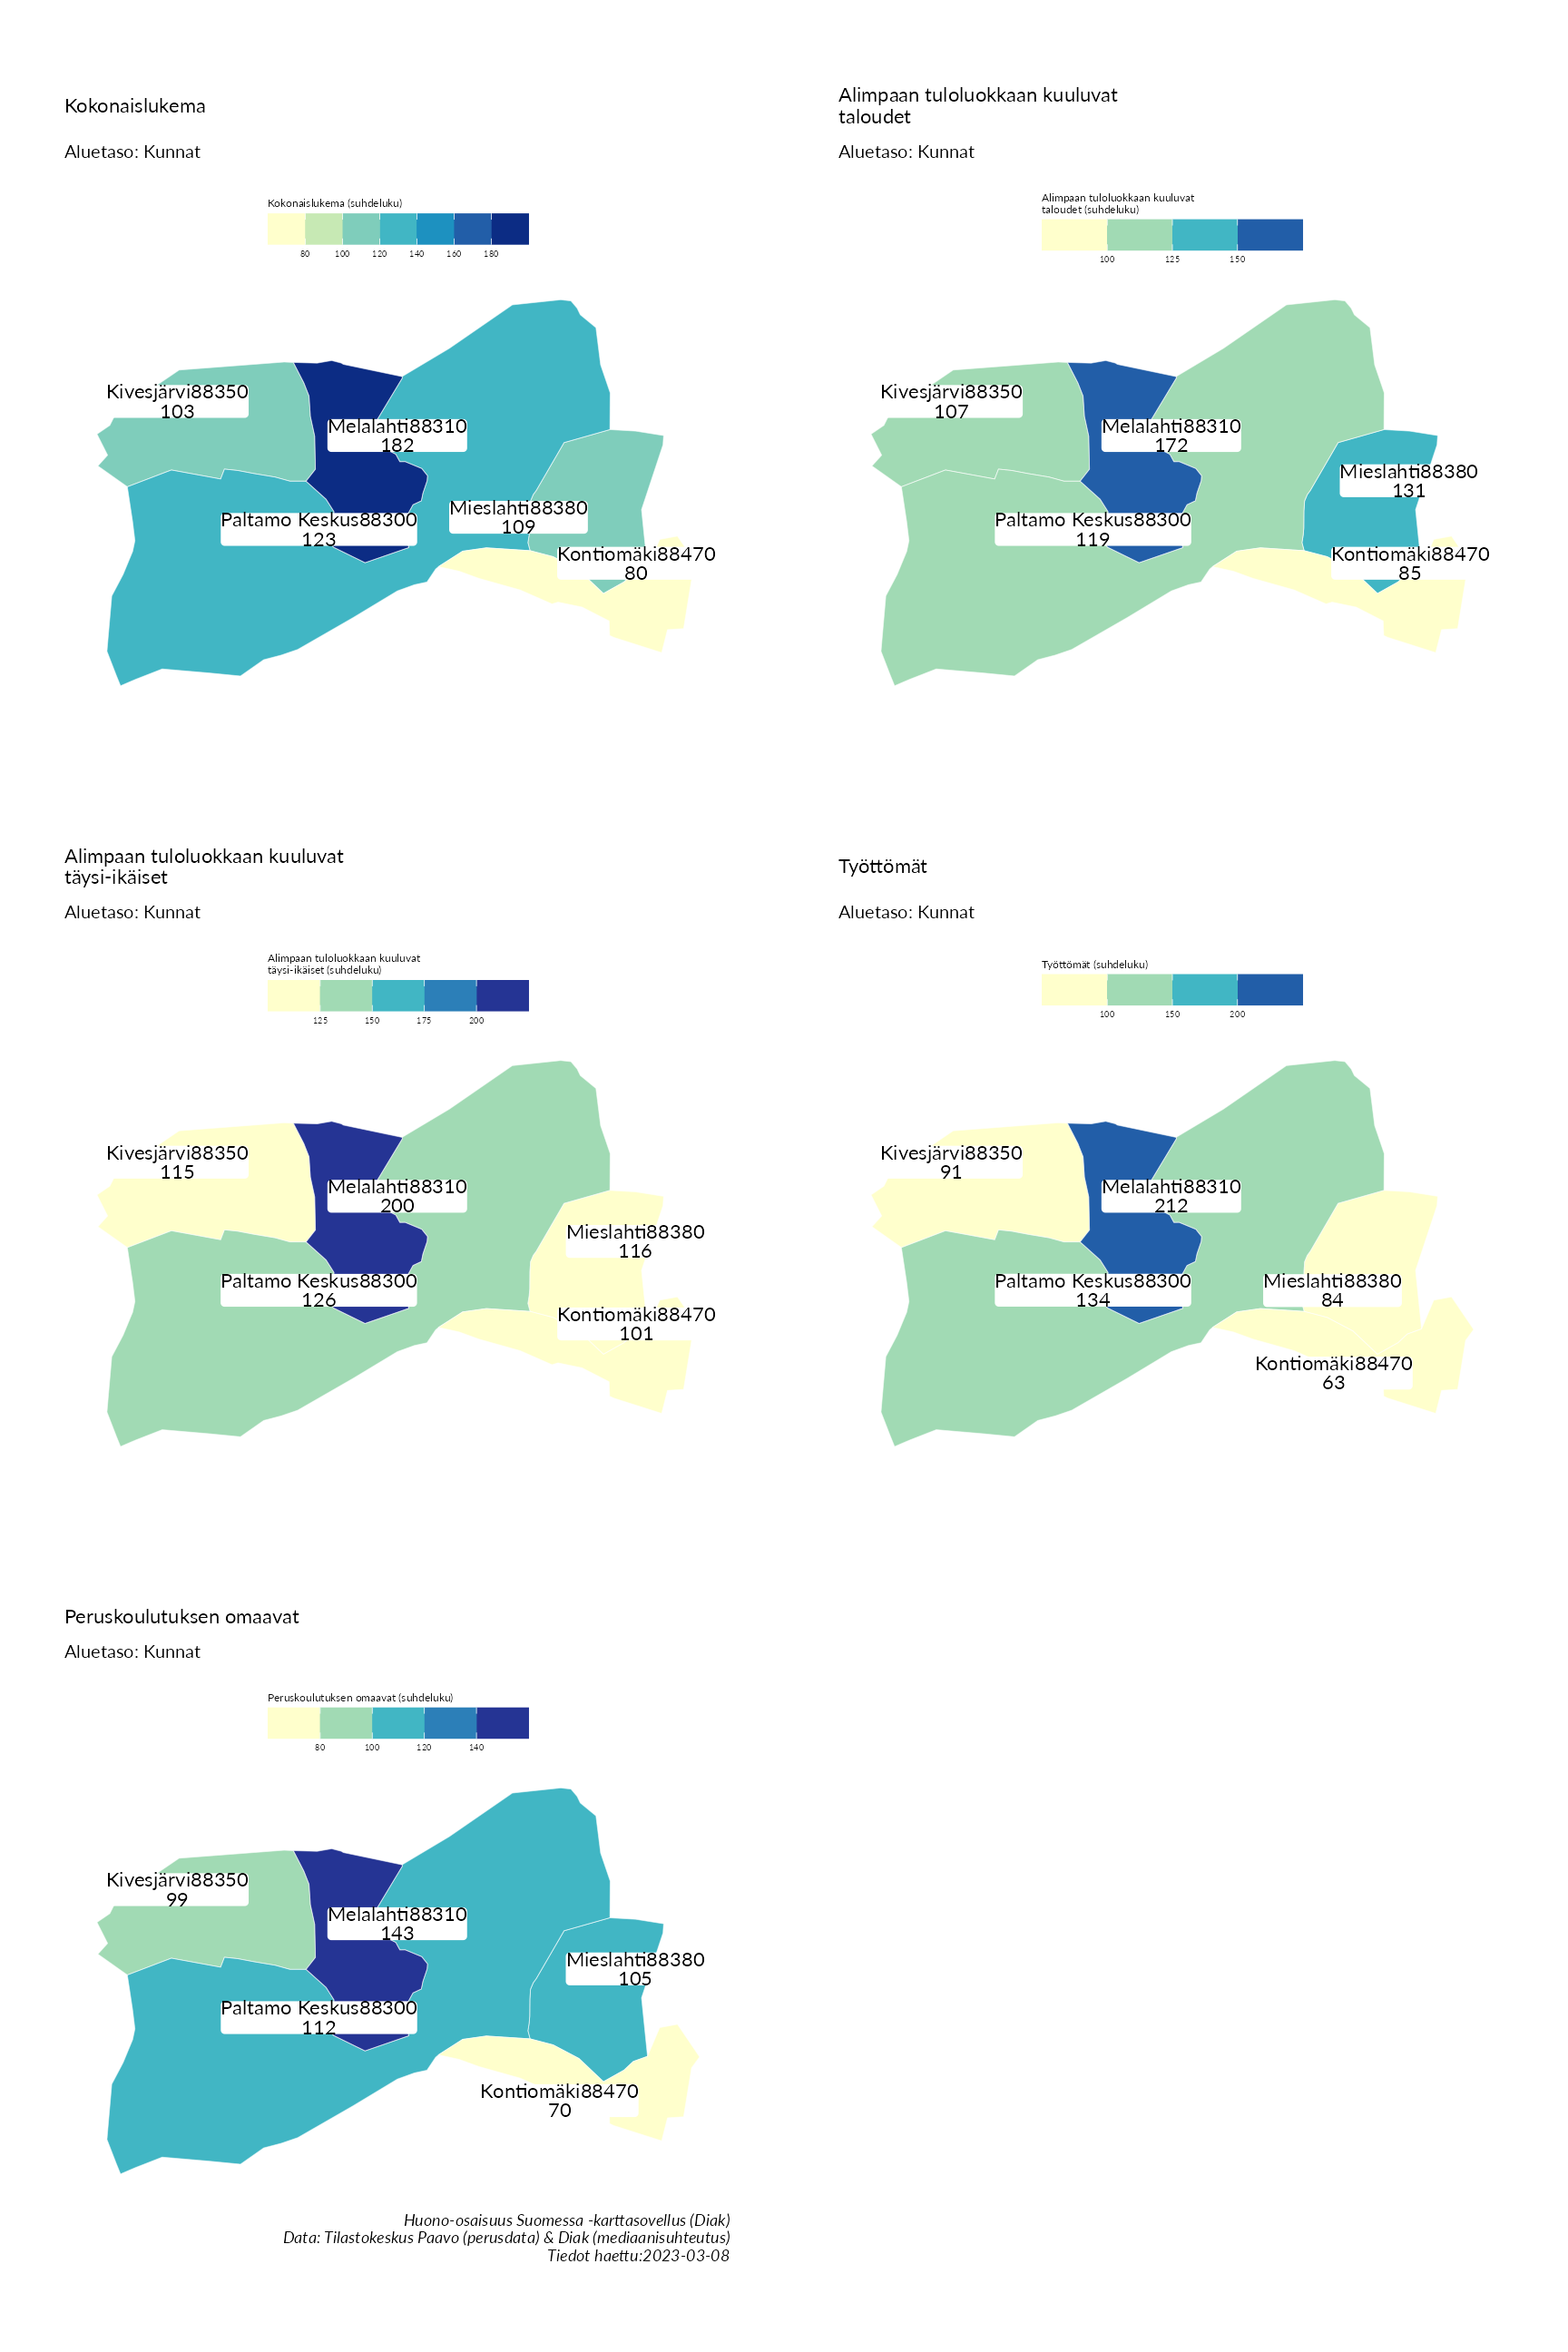 Kokonaislukema
Aluetaso: Kunnat
Kokonaislukema (suhdeluku)
80 100 120 140 160 180
Kivesjärvi88350
103
Melalahti88310
182
Mieslahti88380
109
Paltamo Keskus88300
123
Kontiomäki88470
80
Alimpaan tuloluokkaan kuuluvat
taloudet
Aluetaso: Kunnat
Alimpaan tuloluokkaan kuuluvat
taloudet (suhdeluku)
100 125 150
Kivesjärvi88350
107
Melalahti88310
172
Mieslahti88380
131
Paltamo Keskus88300
119
Kontiomäki88470
85
Alimpaan tuloluokkaan kuuluvat
täysi-ikäiset
Aluetaso: Kunnat
Alimpaan tuloluokkaan kuuluvat
täysi-ikäiset (suhdeluku)
125 150 175 200
Kivesjärvi88350
115
Melalahti88310
200
Mieslahti88380
116
Paltamo Keskus88300
126
Kontiomäki88470
101
Työttömät
Aluetaso: Kunnat
Työttömät (suhdeluku)
100 150 200
Kivesjärvi88350
91
Melalahti88310
212
Paltamo Keskus88300
134
Mieslahti88380
84
Kontiomäki88470
63
Peruskoulutuksen omaavat
Aluetaso: Kunnat
Peruskoulutuksen omaavat (suhdeluku)
80 100 120 140
Kivesjärvi88350
99
Melalahti88310
143
Mieslahti88380
105
Paltamo Keskus88300
112
Kontiomäki88470
70
Huono-osaisuus Suomessa -karttasovellus (Diak)
Data: Tilastokeskus Paavo (perusdata) & Diak (mediaanisuhteutus)
Tiedot haettu:2023-03-08